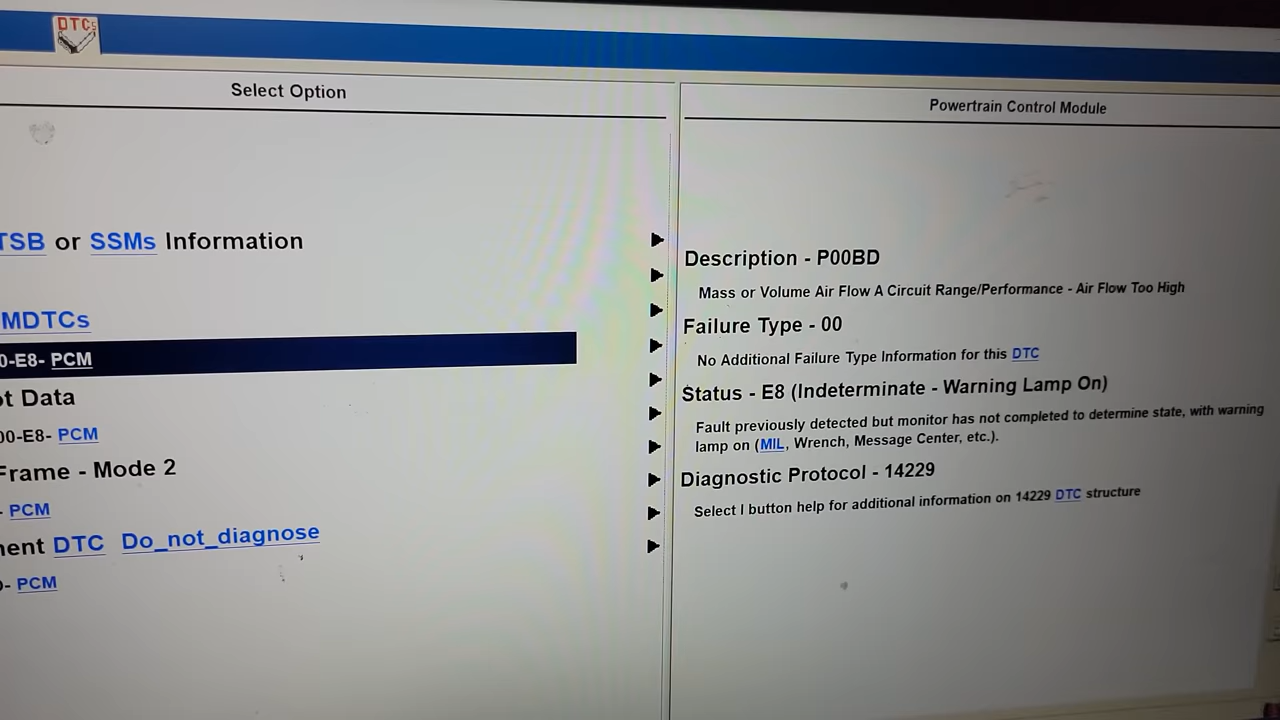 DTCs
Select Option
Powertrain Control Module
TSB or SSMs Information
MDTCs
0-E8- PCM
ot Data
00-E8- PCM
Frame - Mode 2
- PCM
ment DTC Do_not_diagnose
- PCM
Description - P00BD
Mass or Volume Air Flow A Circuit Range/Performance - Air Flow Too High
Failure Type - 00
No Additional Failure Type Information for this DTC
Status - E8 (Indeterminate - Warning Lamp On)
Fault previously detected but monitor has not completed to determine state, with warning
lamp on (MIL, Wrench, Message Center, etc.).
Diagnostic Protocol - 14229
Select I button help for additional information on 14229 DTC structure